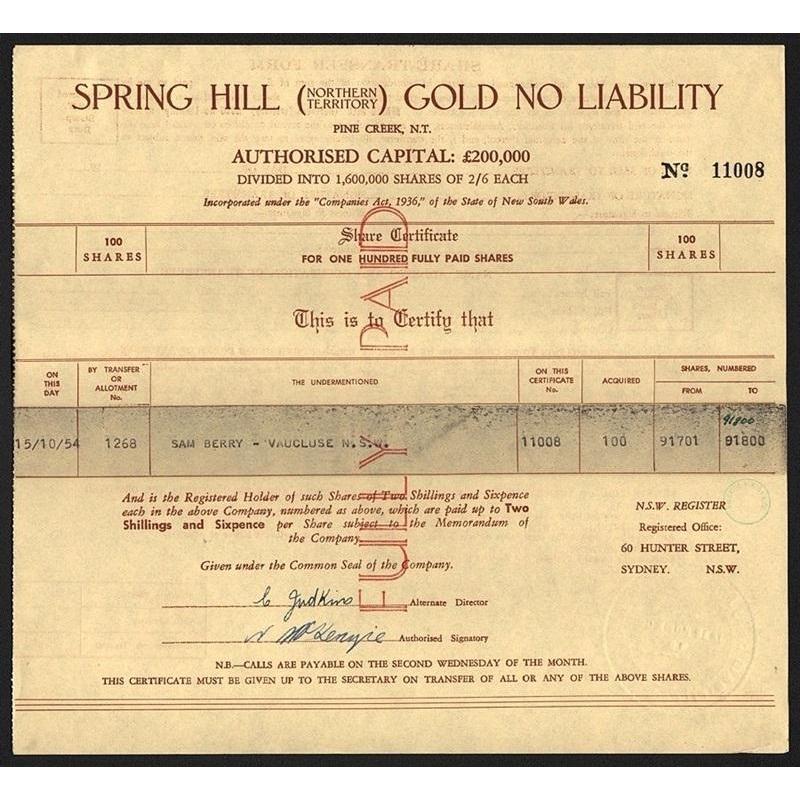 SPRING HILL (NORTHERN TERRITORY) GOLD NO LIABILITY
PINE CREEK, N.T.
AUTHORISED CAPITAL: £200,000
Nº 11008
DIVIDED INTO 1,600,000 SHARES OF 2/6 EACH
Incorporated under the "Companies Act, 1936," of the State of New South Wales.
100 SHARES
Share Certificate
100 SHARES
FOR ONE HUNDRED FULLY PAID SHARES
This is to Certify that
ON THIS DAY
BY TRANSFER OR ALLOTMENT No.
THE UNDERMENTIONED
ON THIS CERTIFICATE No.
ACQUIRED
SHARES, NUMBERED
FROM TO
91800
15/10/54 1268 SAM BERRY - VAUCLUSE N.S.W. 11008 100 91701 91800
FULLY PAID
And is the Registered Holder of such Shares of Two Shillings and Sixpence
each in the above Company, numbered as above, which are paid up to Two
Shillings and Sixpence per Share subject to the Memorandum of
the Company.
Given under the Common Seal of the Company.
N.S.W. REGISTER
Registered Office:
60 HUNTER STREET,
SYDNEY. N.S.W.
C Judkins Alternate Director
N McKenzie Authorised Signatory
N.B.—CALLS ARE PAYABLE ON THE SECOND WEDNESDAY OF THE MONTH.
THIS CERTIFICATE MUST BE GIVEN UP TO THE SECRETARY ON TRANSFER OF ALL OR ANY OF THE ABOVE SHARES.